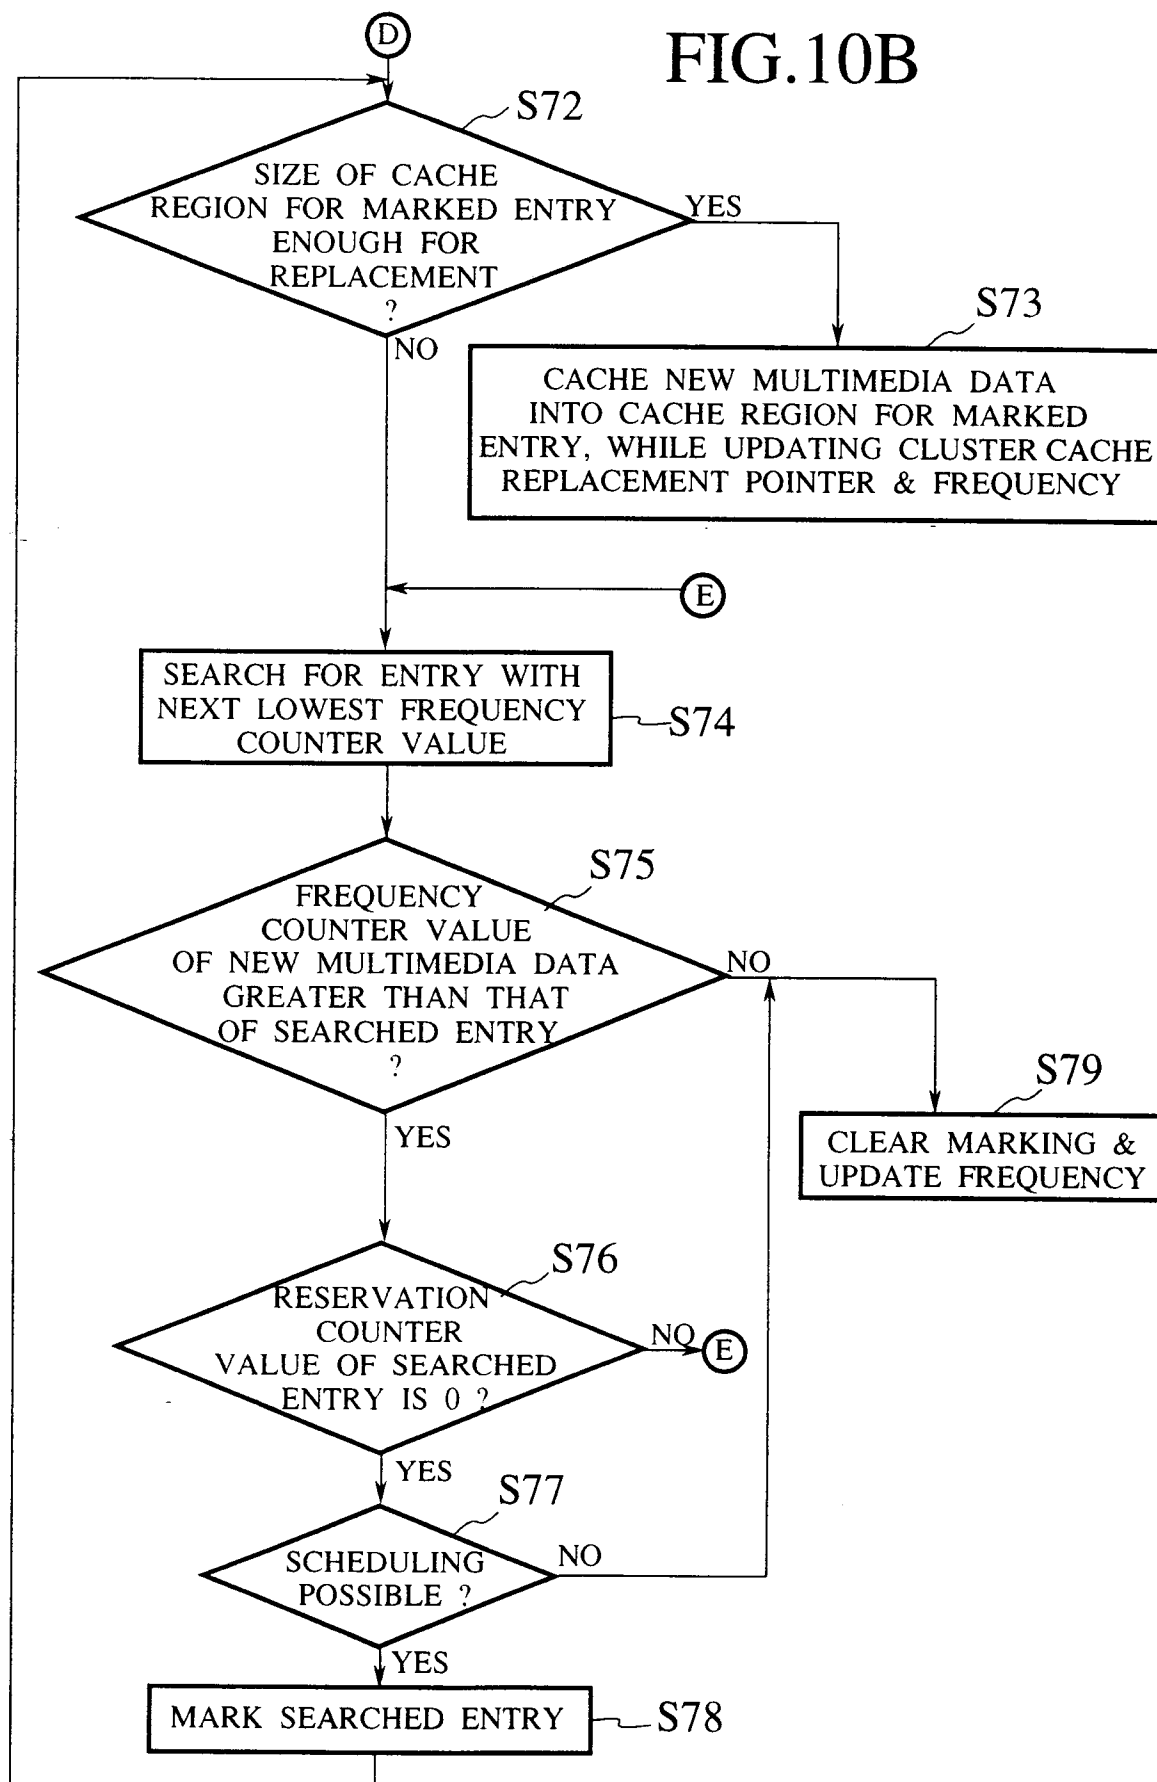 D
FIG.10B
S72
SIZE OF CACHE
REGION FOR MARKED ENTRY
ENOUGH FOR
REPLACEMENT
?
YES
NO
S73
CACHE NEW MULTIMEDIA DATA
INTO CACHE REGION FOR MARKED
ENTRY, WHILE UPDATING CLUSTER CACHE
REPLACEMENT POINTER & FREQUENCY
E
SEARCH FOR ENTRY WITH
NEXT LOWEST FREQUENCY
COUNTER VALUE
S74
S75
FREQUENCY
COUNTER VALUE
OF NEW MULTIMEDIA DATA
GREATER THAN THAT
OF SEARCHED ENTRY
?
NO
YES
S79
CLEAR MARKING &
UPDATE FREQUENCY
S76
RESERVATION
COUNTER
VALUE OF SEARCHED
ENTRY IS 0 ?
NO
E
YES
S77
SCHEDULING
POSSIBLE ?
NO
YES
MARK SEARCHED ENTRY
S78